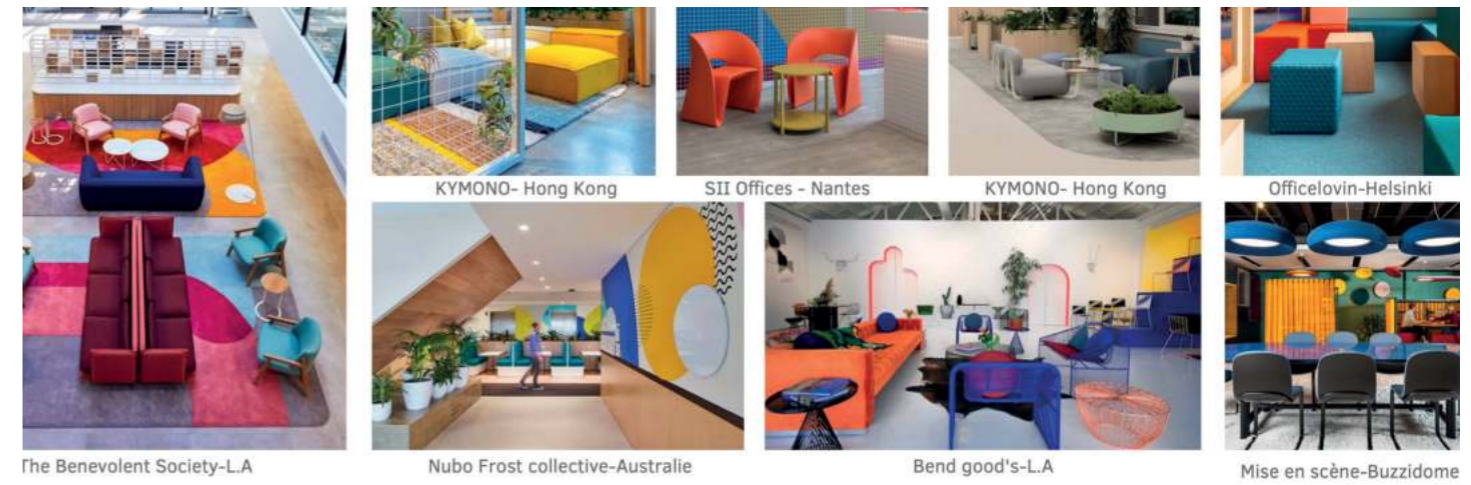 KYMONO- Hong Kong
SII Offices - Nantes
KYMONO- Hong Kong
Officelovin-Helsinki
The Benevolent Society-L.A
Nubo Frost collective-Australie
Bend good's-L.A
Mise en scène-Buzzidome